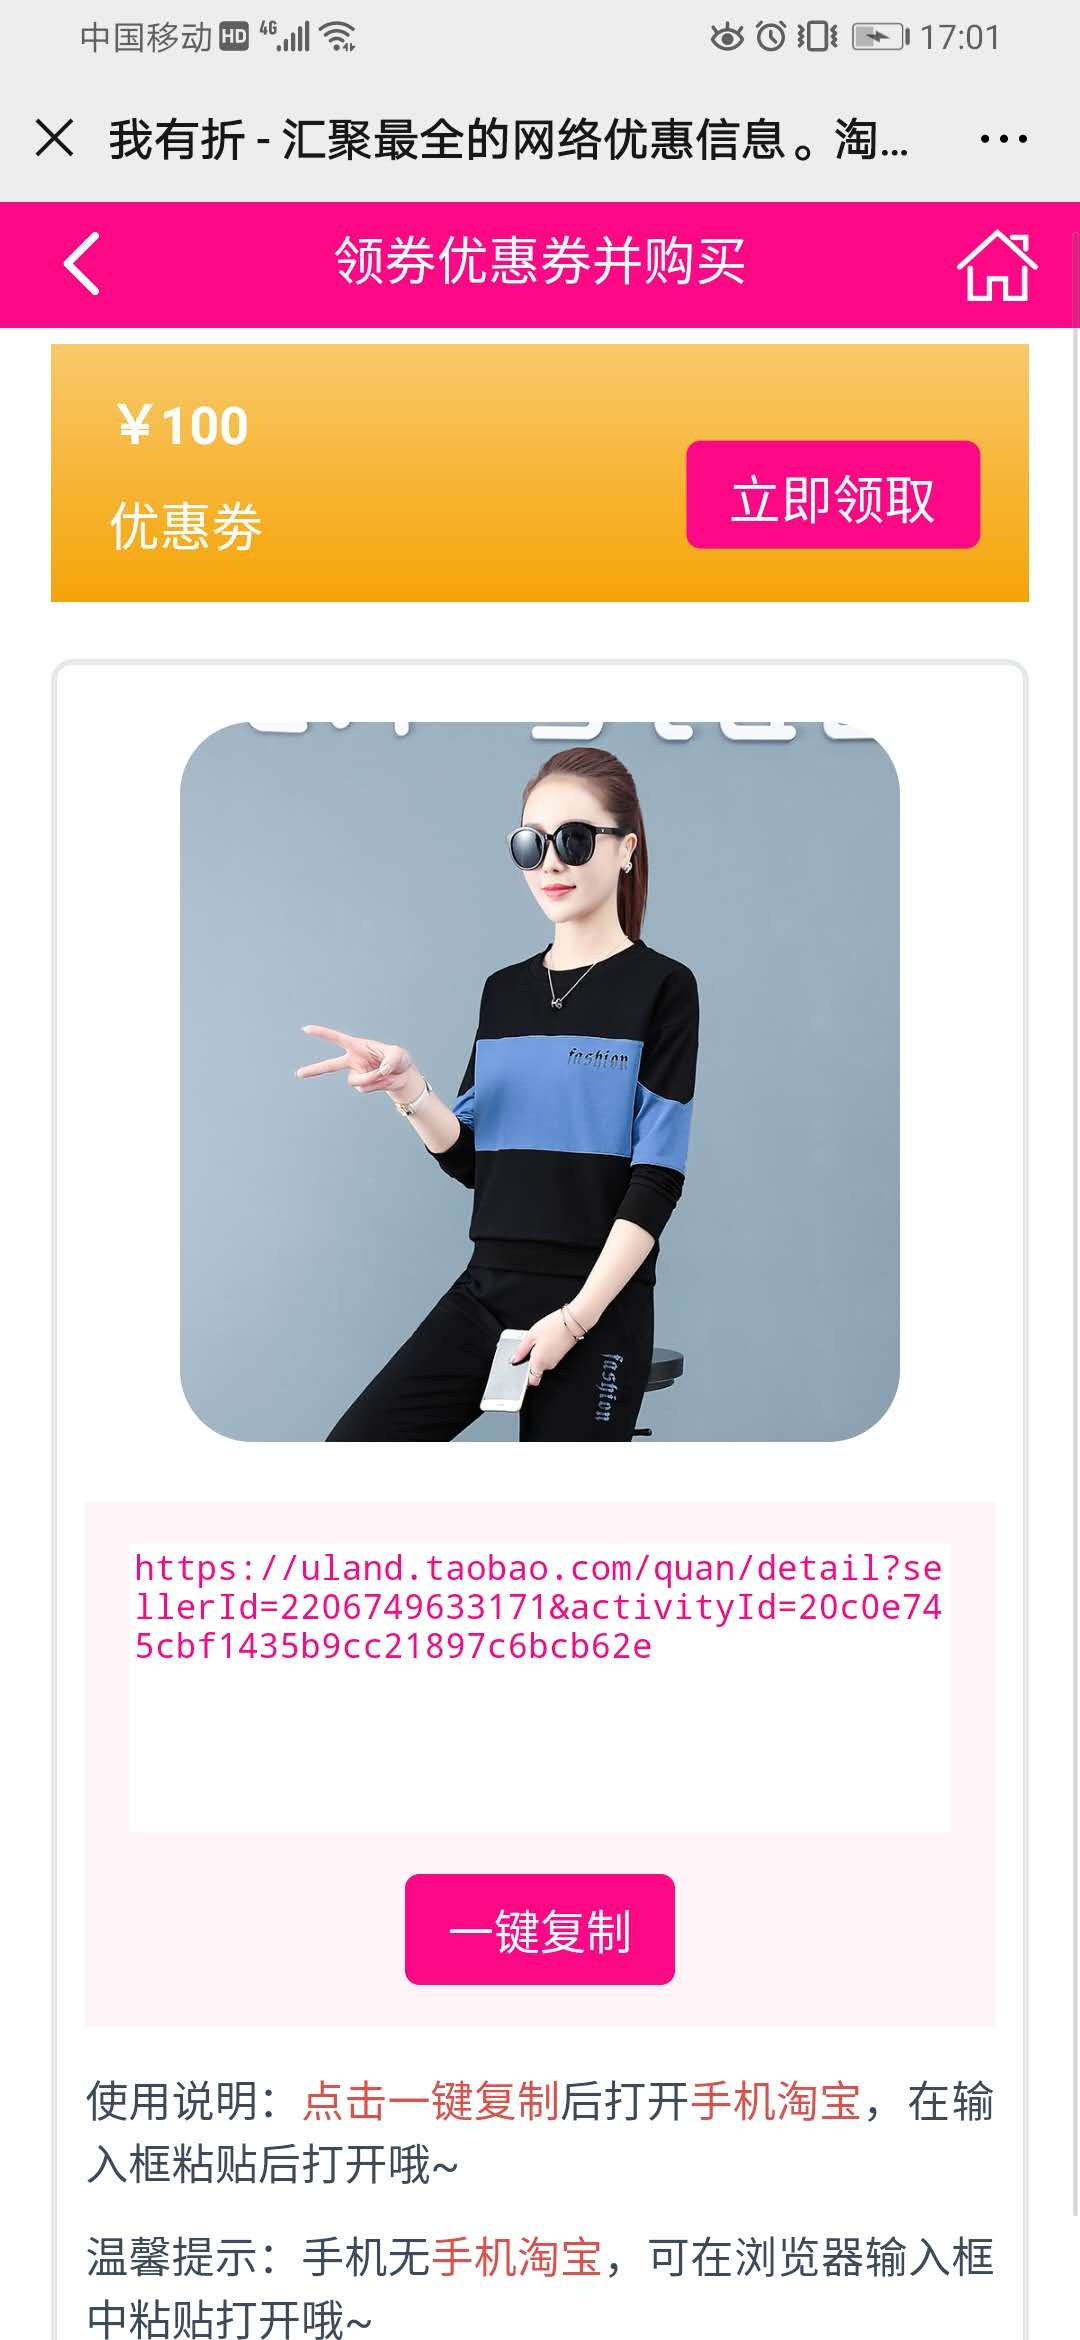 中国移动 HD 4G 17:01
我有折 - 汇聚最全的网络优惠信息。淘...
领券优惠券并购买
￥100
立即领取
优惠劵
fashion
fashion
https://uland.taobao.com/quan/detail?se
llerId=2206749633171&activityId=20c0e74
5cbf1435b9cc21897c6bcb62e
一键复制
使用说明：点击一键复制后打开手机淘宝，在输
入框粘贴后打开哦~
温馨提示：手机无手机淘宝，可在浏览器输入框
中粘贴打开哦~